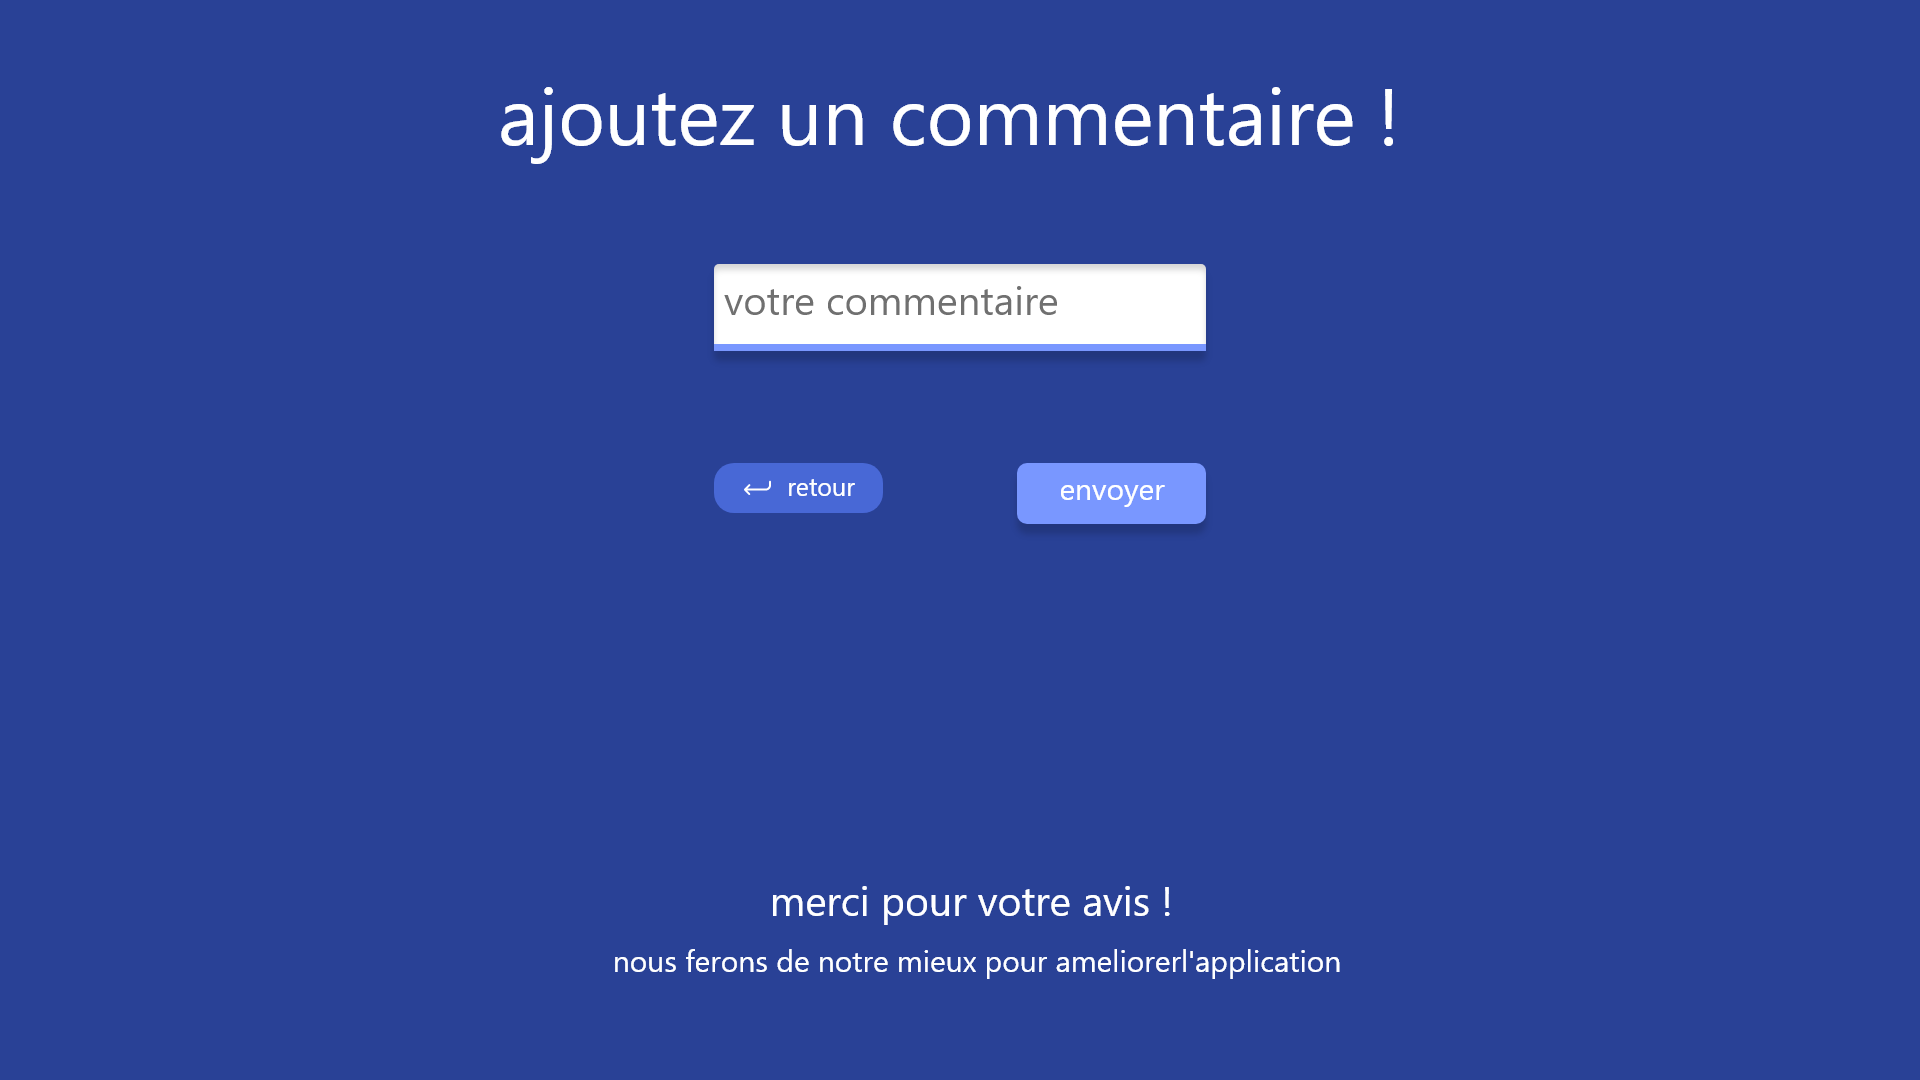 ajoutez un commentaire !
votre commentaire
retour
envoyer
merci pour votre avis !
nous ferons de notre mieux pour ameliorerl'application